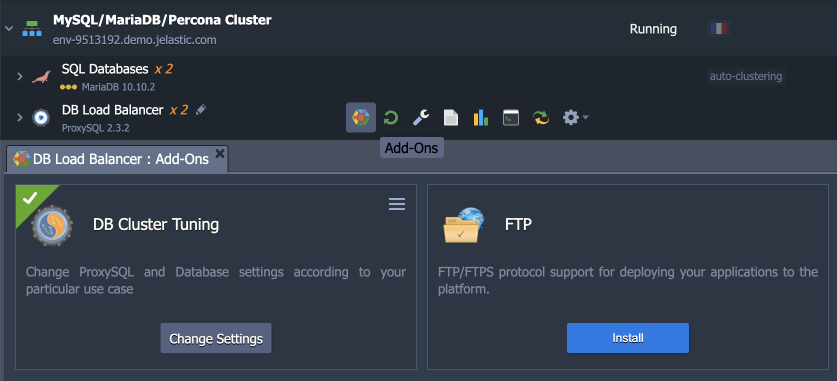 MySQL/MariaDB/Percona Cluster
env-9513192.demo.jelastic.com
Running
SQL Databases x 2
MariaDB 10.10.2
auto-clustering
DB Load Balancer x 2
ProxySQL 2.3.2
Add-Ons
DB Load Balancer : Add-Ons
DB Cluster Tuning
Change ProxySQL and Database settings according to your
particular use case
Change Settings
FTP
FTP/FTPS protocol support for deploying your applications to the
platform.
Install